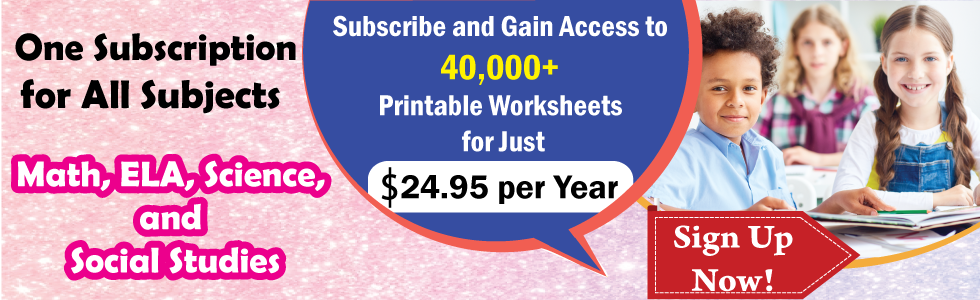 One Subscription
for All Subjects
Math, ELA, Science,
and
Social Studies
Subscribe and Gain Access to
40,000+
Printable Worksheets
for Just
$24.95 per Year
Sign Up
Now!